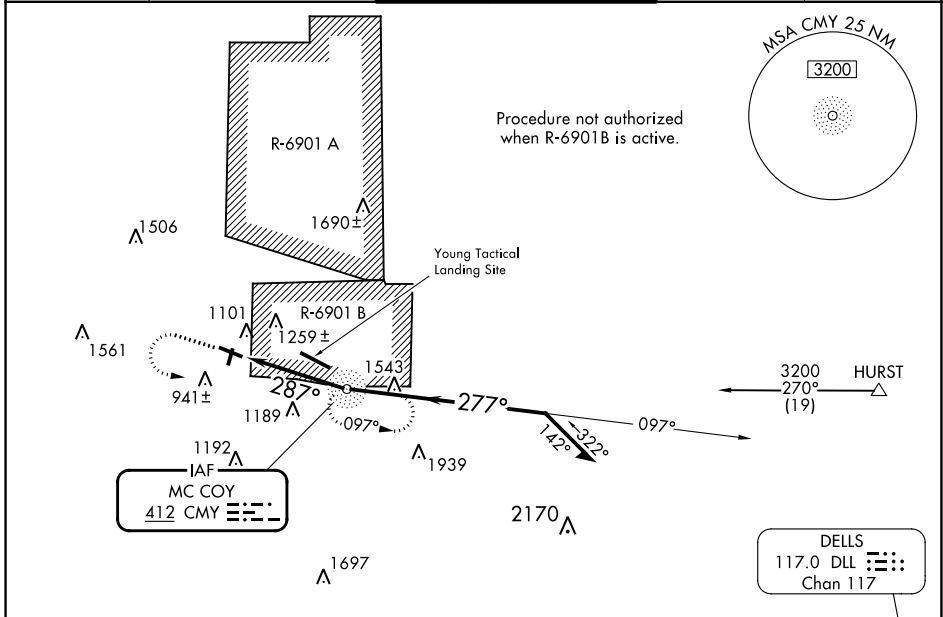 MSA CMY 25 NM
3200
Procedure not authorized
when R-6901B is active.
R-6901 A
1690±
1506
Young Tactical
Landing Site
R-6901 B
1101
1259±
1561
1543
3200
HURST
270°
(19)
941±
287°
277°
1189
097°
097°
322°
142°
1939
1192
IAF
MC COY
412 CMY
2170
DELLS
117.0 DLL
Chan 117
1697